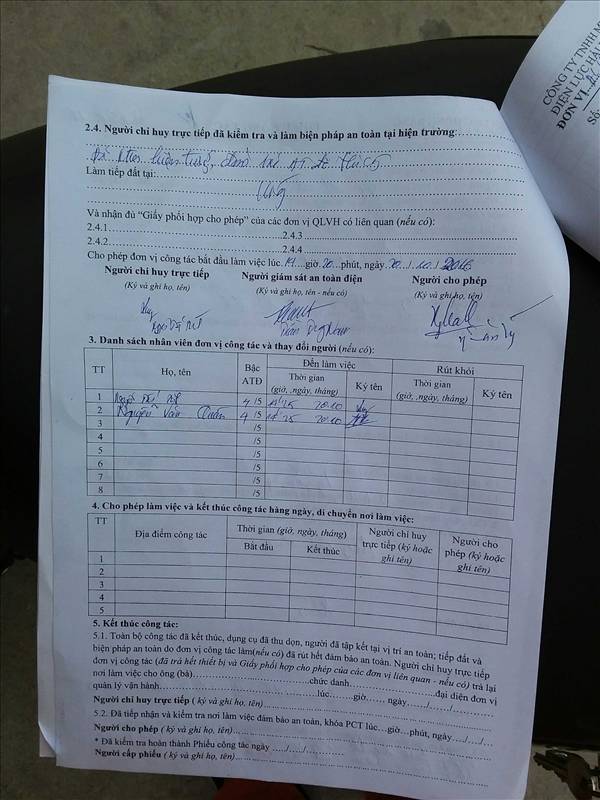 CÔNG TY TNHH M
ĐIỆN LỰC HẢI
ĐƠN VỊ
Số:
2.4. Người chỉ huy trực tiếp đã kiểm tra và làm biện pháp an toàn tại hiện trường:
Làm tiếp đất tại:
Và nhận đủ “Giấy phối hợp cho phép” của các đơn vị QLVH có liên quan (nếu có):
2.4.1 2.4.3
2.4.2 2.4.4
Cho phép đơn vị công tác bắt đầu làm việc lúc giờ 20 phút, ngày 20 / 10 / 2016
Người chỉ huy trực tiếp Người giám sát an toàn điện Người cho phép
(Ký và ghi họ, tên) (Ký và ghi họ, tên - nếu có) (Ký và ghi họ, tên)
3. Danh sách nhân viên đơn vị công tác và thay đổi người (nếu có):
TT Họ, tên Bậc ATĐ Đến làm việc Rút khỏi
Thời gian (giờ, ngày, tháng) Ký tên Thời gian (giờ, ngày, tháng) Ký tên
1 4 /5 20.10
2 Nguyễn Văn 4 /5 20.10
3 /5
4 /5
5 /5
6 /5
7 /5
8 /5
4. Cho phép làm việc và kết thúc công tác hàng ngày, di chuyển nơi làm việc:
TT Địa điểm công tác Thời gian (giờ, ngày, tháng) Người chỉ huy trực tiếp (ký hoặc ghi tên) Người cho phép (ký hoặc ghi tên)
Bắt đầu Kết thúc
1
2
3
4
5
5. Kết thúc công tác:
5.1. Toàn bộ công tác đã kết thúc, dụng cụ đã thu dọn, người đã tập kết tại vị trí an toàn; tiếp đất và
biện pháp an toàn do đơn vị công tác làm(nếu có) đã rút hết đảm bảo an toàn. Người chỉ huy trực tiếp
đơn vị công tác (đã trả hết thiết bị và Giấy phối hợp cho phép của các đơn vị liên quan - nếu có) trả lại
nơi làm việc cho ông (bà) chức danh đại diện đơn vị
quản lý vận hành lúc giờ ngày / /
Người chỉ huy trực tiếp ( ký và ghi họ, tên)
5.2. Đã tiếp nhận và kiểm tra nơi làm việc đảm bảo an toàn, khóa PCT lúc...giờ...phút, ngày.../.../...
Người cho phép ( ký và ghi họ, tên)
* Đã kiểm tra hoàn thành Phiếu công tác ngày ..../..../
Người cấp phiếu ( ký và ghi họ, tên)